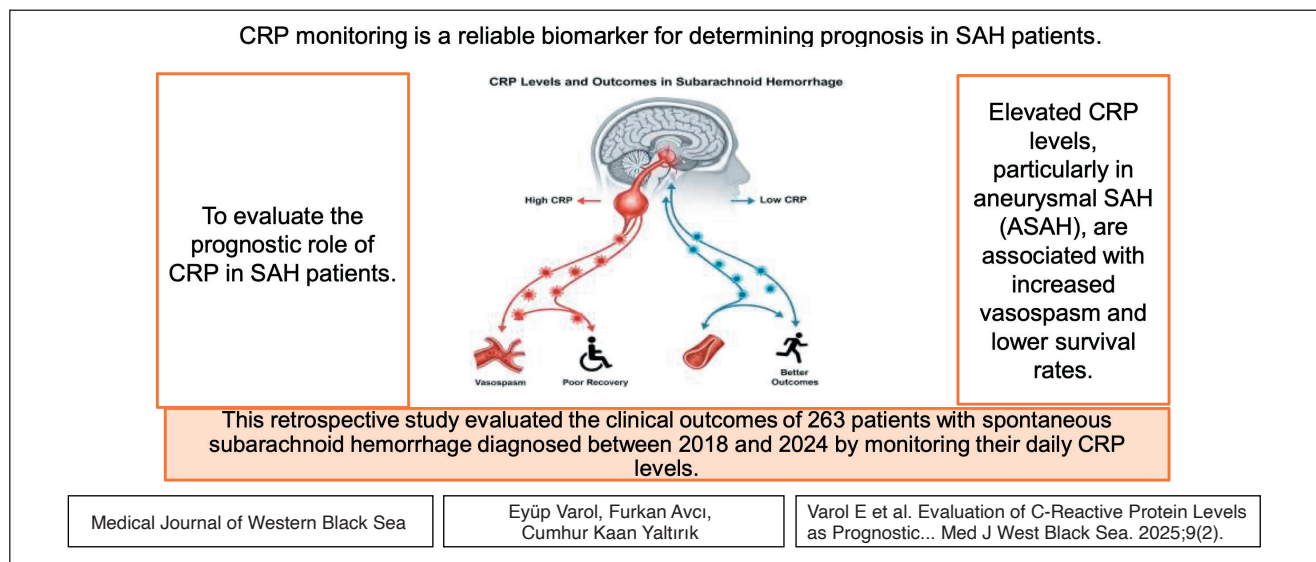 CRP monitoring is a reliable biomarker for determining prognosis in SAH patients.
To evaluate the
prognostic role of
CRP in SAH patients.
CRP Levels and Outcomes in Subarachnoid Hemorrhage
High CRP
Low CRP
Vasospasm
Poor Recovery
Better
Outcomes
Elevated CRP
levels,
particularly in
aneurysmal SAH
(ASAH), are
associated with
increased
vasospasm and
lower survival
rates.
This retrospective study evaluated the clinical outcomes of 263 patients with spontaneous
subarachnoid hemorrhage diagnosed between 2018 and 2024 by monitoring their daily CRP
levels.
Medical Journal of Western Black Sea
Eyüp Varol, Furkan Avcı,
Cumhur Kaan Yaltırık
Varol E et al. Evaluation of C-Reactive Protein Levels
as Prognostic... Med J West Black Sea. 2025;9(2).